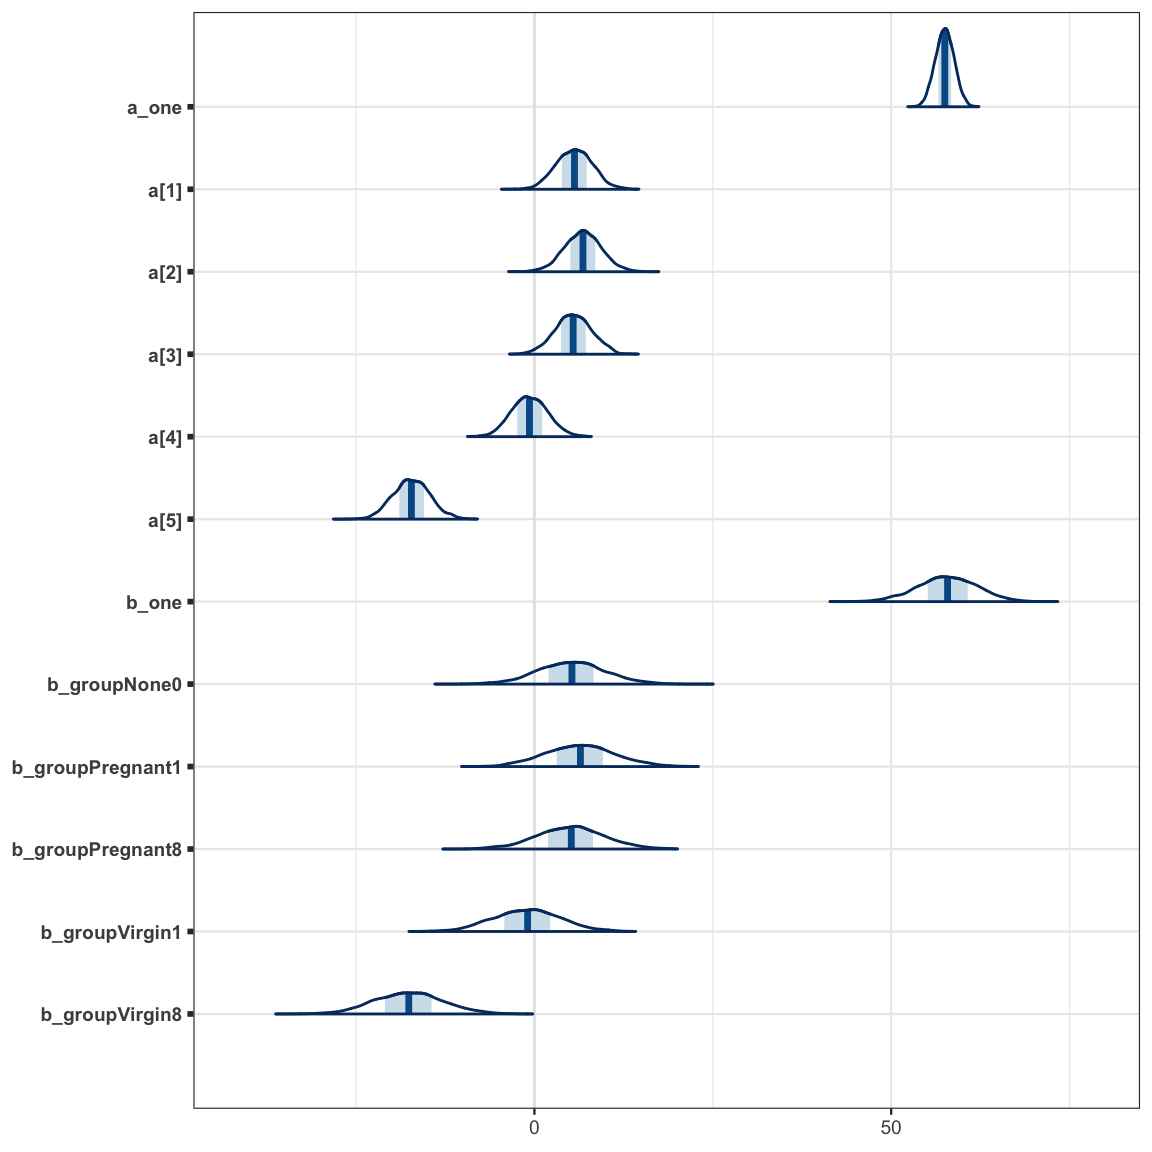 a_one
a[1]
a[2]
a[3]
a[4]
a[5]
b_one
b_groupNone0
b_groupPregnant1
b_groupPregnant8
b_groupVirgin1
b_groupVirgin8
0 50